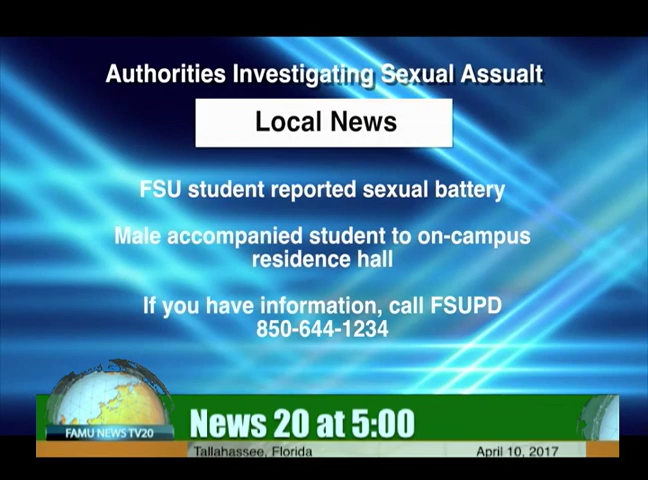 Authorities Investigating Sexual Assualt
Local News
FSU student reported sexual battery
Male accompanied student to on-campus
residence hall
If you have information, call FSUPD
850-644-1234
News 20 at 5:00
FAMU NEWS TV20
Tallahassee, Florida
April 10, 2017